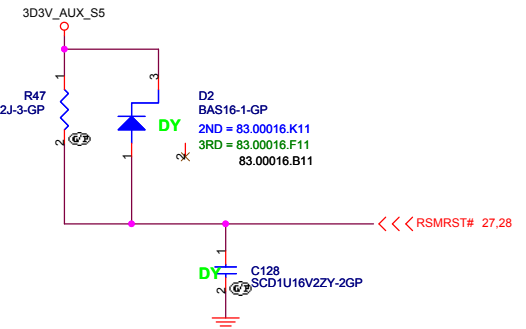 3D3V_AUX_S5
1
3
R47
2J-3-GP
D2
BAS16-1-GP
DY
2ND = 83.00016.K11
3RD = 83.00016.F11
83.00016.B11
2
G/P
1
2
RSMRST# 27,28
1
DY
C128
SCD1U16V2ZY-2GP
2
G/P